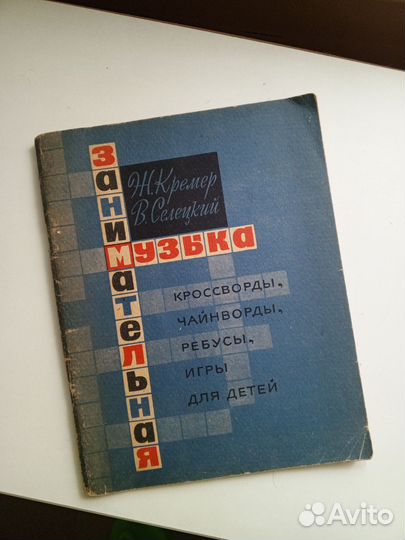 занимательная
Ж. Кремер
В. Селецкий
музыка
КРОССВОРДЫ,
ЧАЙНВОРДЫ,
РЕБУСЫ,
ИГРЫ
ДЛЯ ДЕТЕЙ
Avito